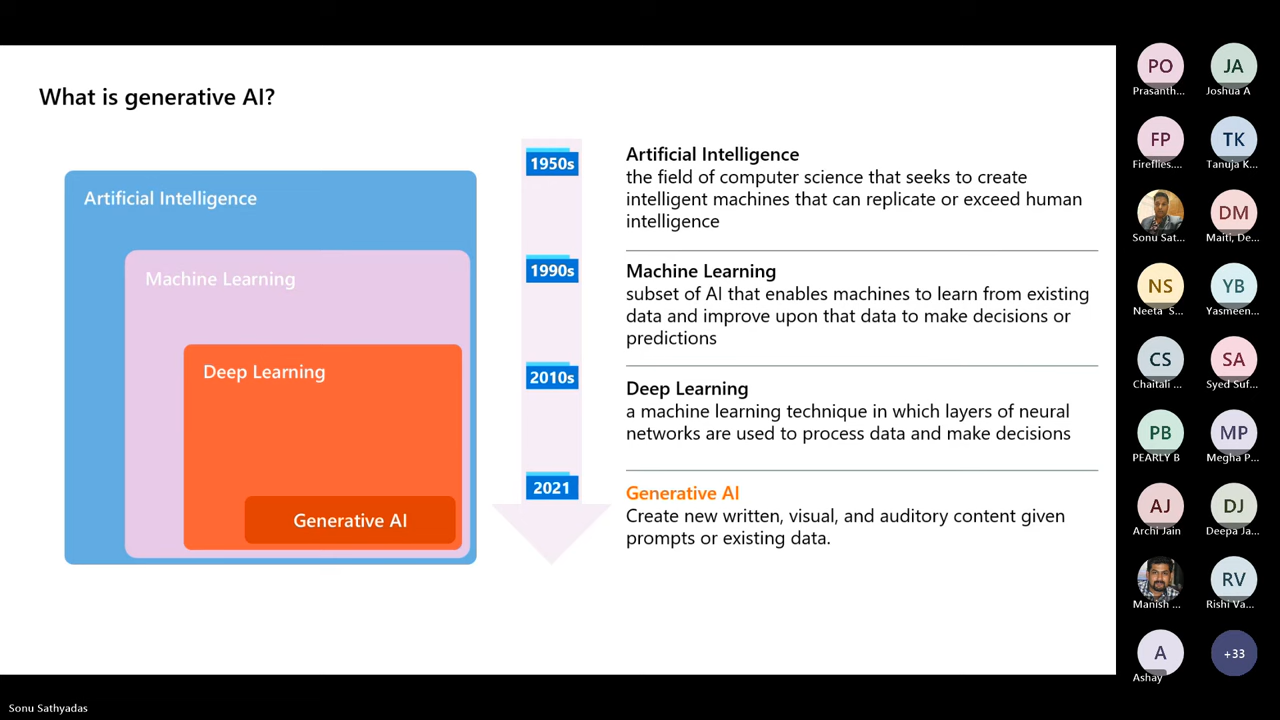 What is generative AI?
Artificial Intelligence
Machine Learning
Deep Learning
Generative AI
1950s
Artificial Intelligence
the field of computer science that seeks to create
intelligent machines that can replicate or exceed human
intelligence
1990s
Machine Learning
subset of AI that enables machines to learn from existing
data and improve upon that data to make decisions or
predictions
2010s
Deep Learning
a machine learning technique in which layers of neural
networks are used to process data and make decisions
2021
Generative AI
Create new written, visual, and auditory content given
prompts or existing data.
PO
Prasanth...
JA
Joshua A
FP
Fireflies....
TK
Tanuja K...
Sonu Sat...
DM
Maiti, De...
NS
Neeta S...
YB
Yasmeen...
CS
Chaitali ...
SA
Syed Suf...
PB
PEARLY B
MP
Megha P...
AJ
Archi Jain
DJ
Deepa Ja...
Manish ...
RV
Rishi Va...
A
Ashay
+33
Sonu Sathyadas